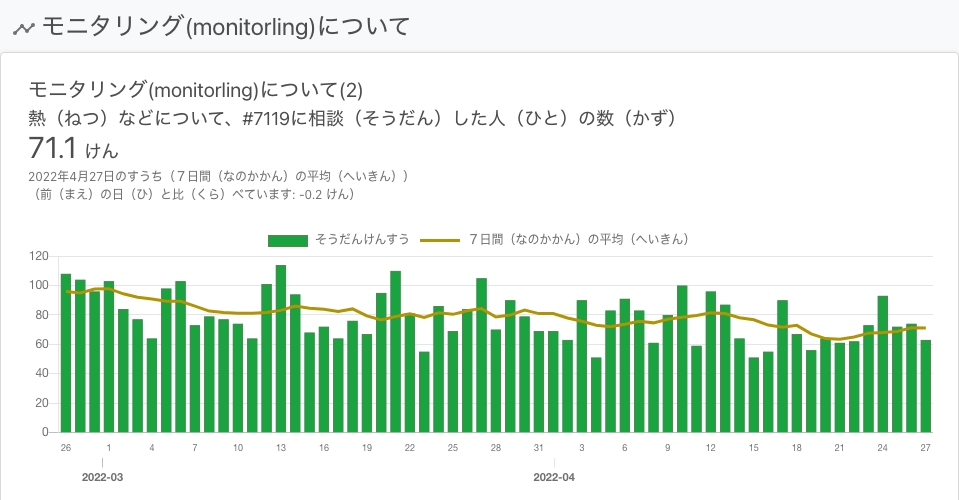 モニタリング(monitorling)について
モニタリング(monitorling)について(2)
熱（ねつ）などについて、#7119に相談（そうだん）した人（ひと）の数（かず）
71.1 けん
2022年4月27日のすうち（７日間（なのかかん）の平均（へいきん））
（前（まえ）の日（ひ）と比（くら）べています: -0.2 けん）
そうだんけんすう ７日間（なのかかん）の平均（へいきん）
120
100
80
60
40
20
0
26 1 4 7 10 13 16 19 22 25 28 31 3 6 9 12 15 18 21 24 27
2022-03 2022-04